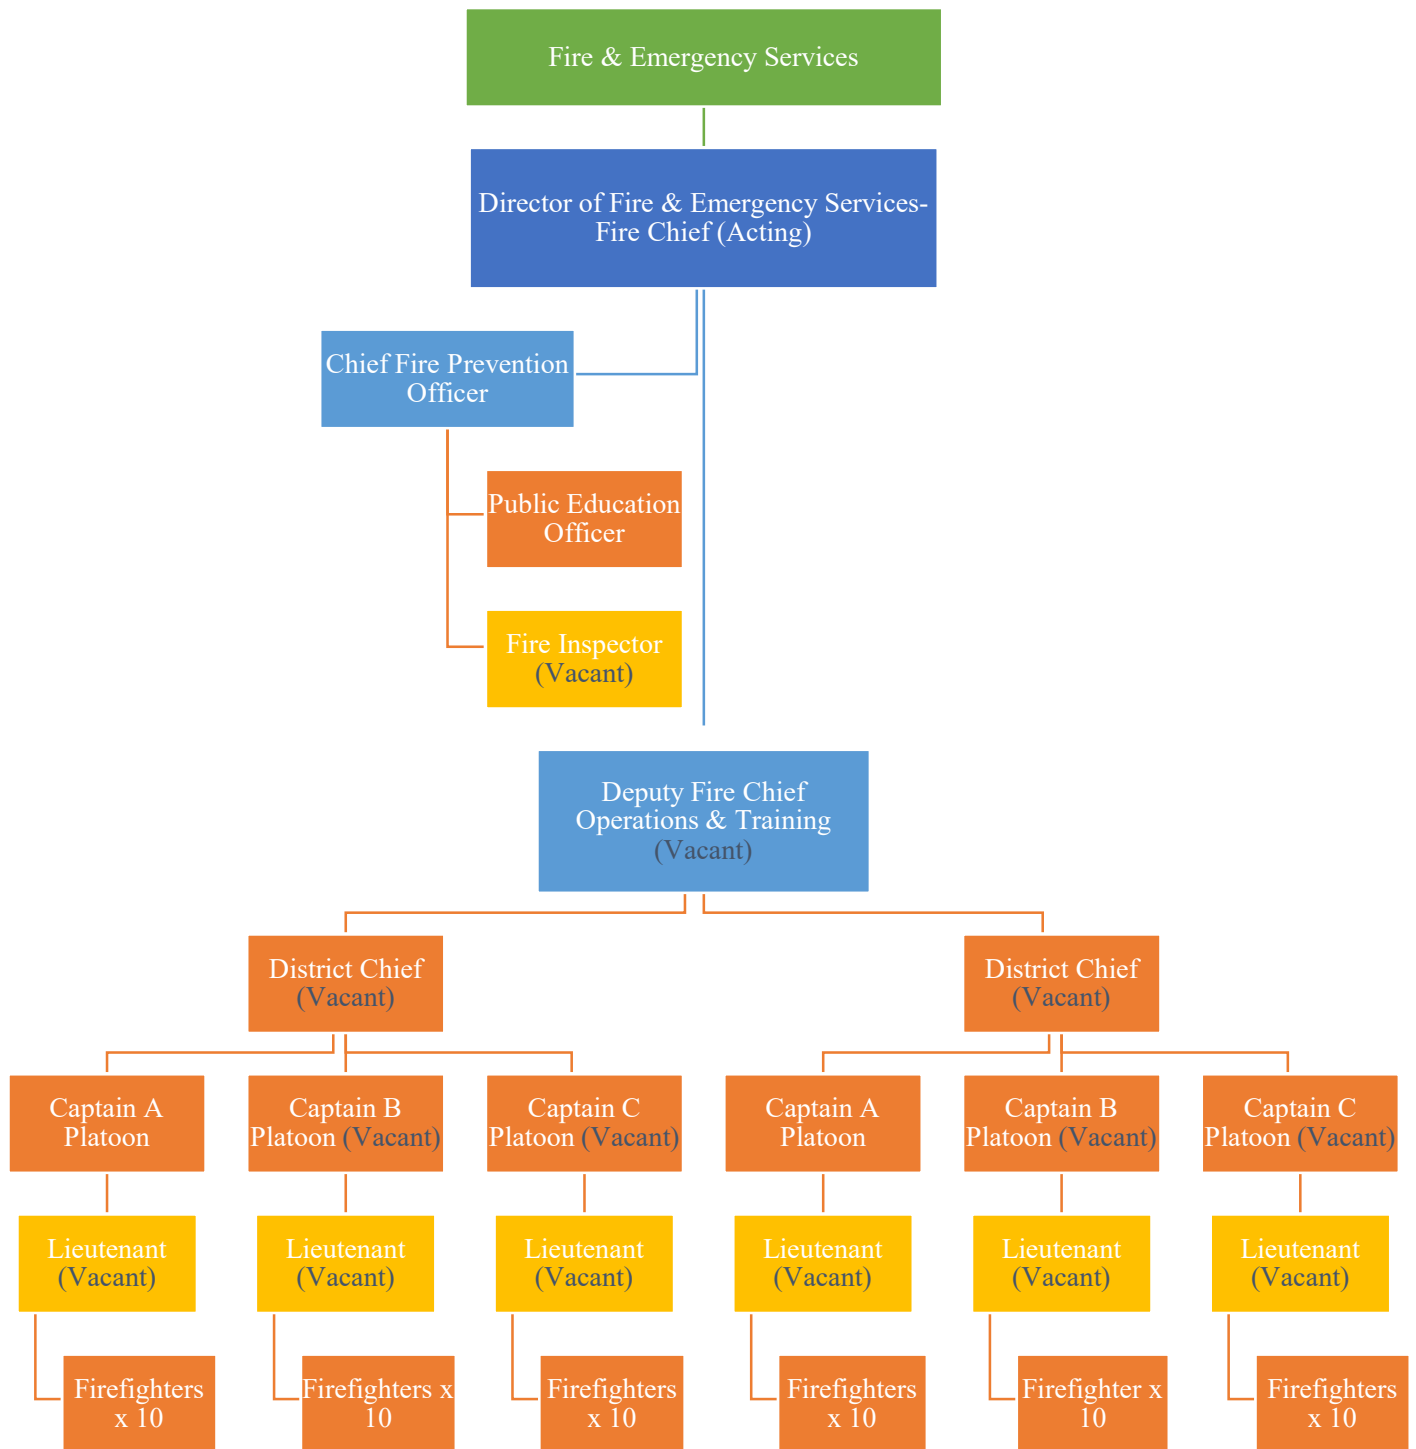 Fire & Emergency Services
Director of Fire & Emergency Services-
Fire Chief (Acting)
Chief Fire Prevention
Officer
Public Education
Officer
Fire Inspector
(Vacant)
Deputy Fire Chief
Operations & Training
(Vacant)
District Chief
(Vacant)
District Chief
(Vacant)
Captain A
Platoon
Captain B
Platoon (Vacant)
Captain C
Platoon (Vacant)
Captain A
Platoon
Captain B
Platoon (Vacant)
Captain C
Platoon (Vacant)
Lieutenant
(Vacant)
Lieutenant
(Vacant)
Lieutenant
(Vacant)
Lieutenant
(Vacant)
Lieutenant
(Vacant)
Lieutenant
(Vacant)
Firefighters
x 10
Firefighters x
10
Firefighters
x 10
Firefighters
x 10
Firefighter x
10
Firefighters
x 10